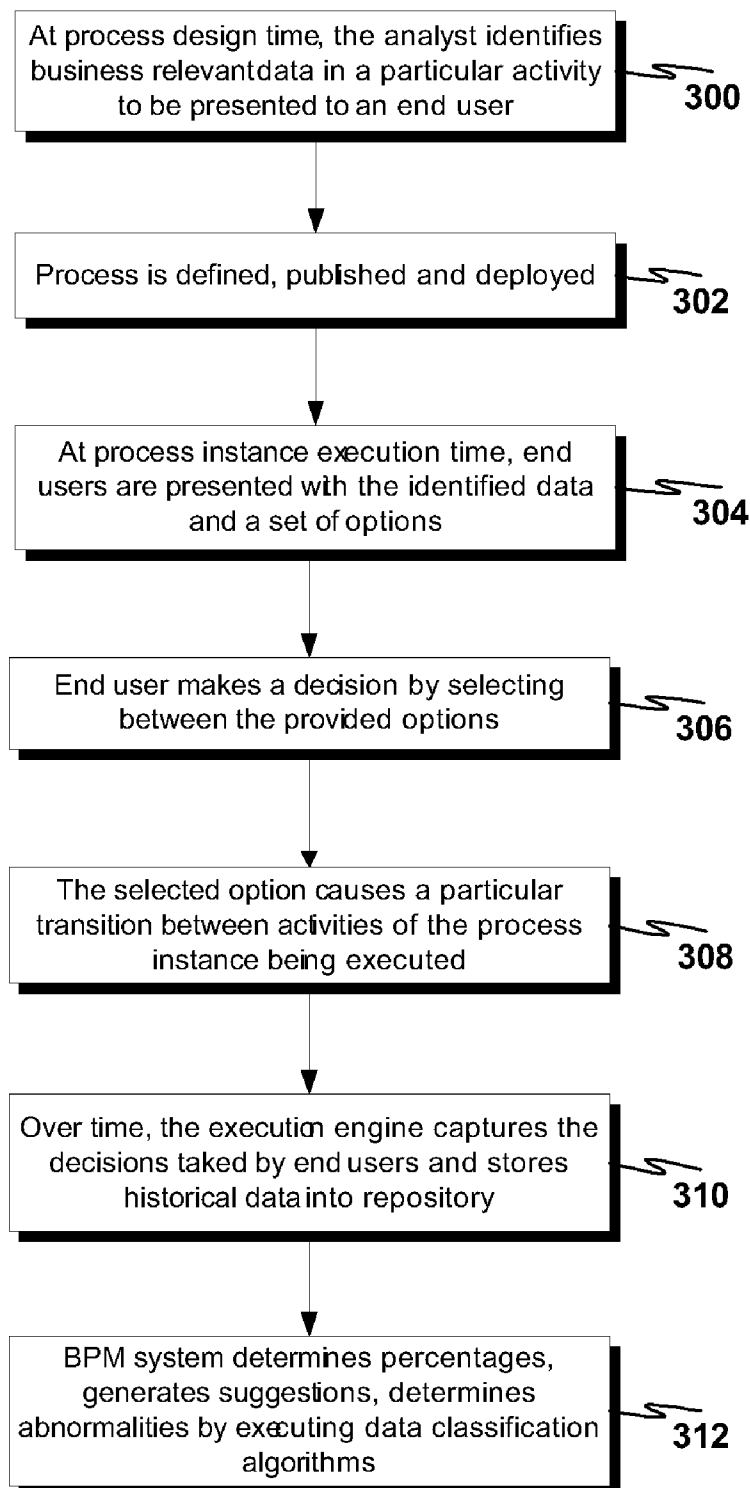 At process design time, the analyst identifies
business relevant data in a particular activity
to be presented to an end user
300
Process is defined, published and deployed
302
At process instance execution time, end
users are presented with the identified data
and a set of options
304
End user makes a decision by selecting
between the provided options
306
The selected option causes a particular
transition between activities of the process
instance being executed
308
Over time, the execution engine captures the
decisions taked by end users and stores
historical data into repository
310
BPM system determines percentages,
generates suggestions, determines
abnormalities by executing data classification
algorithms
312